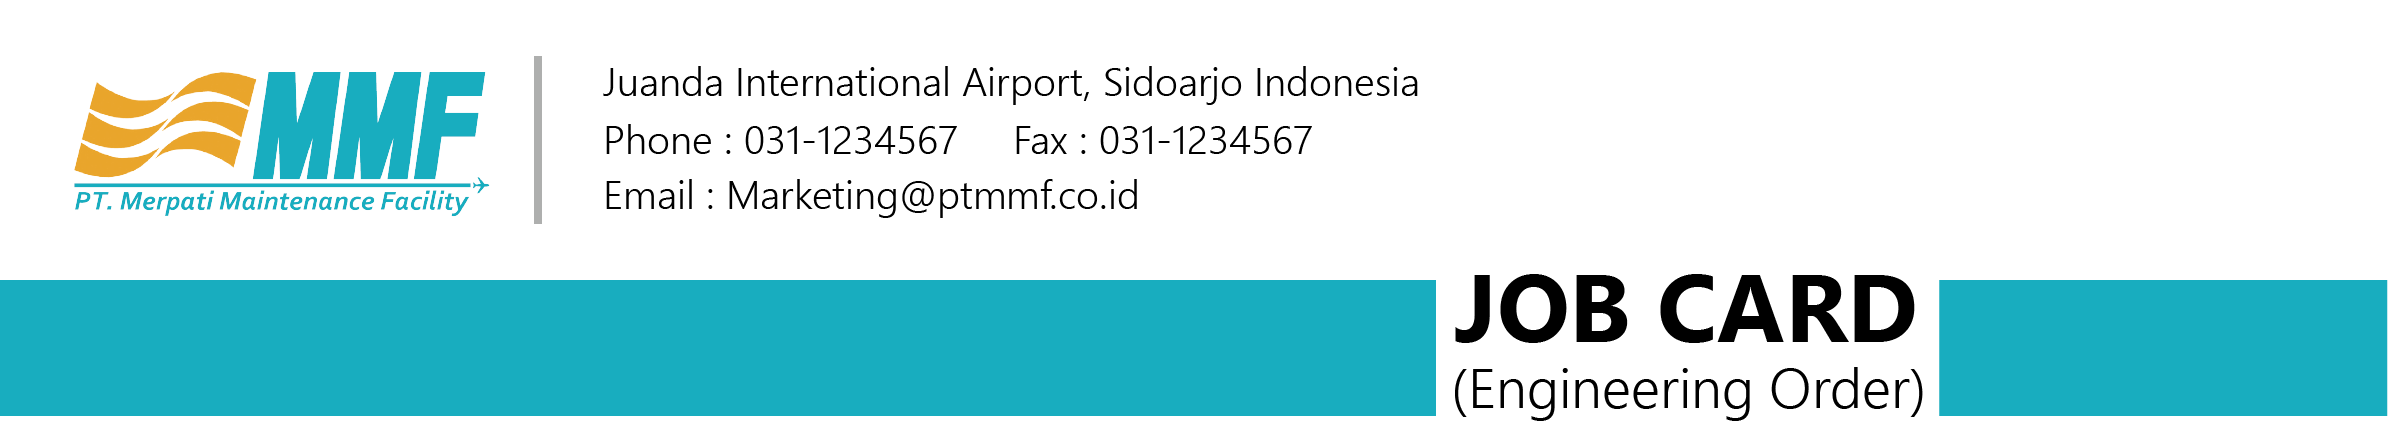 MMF
PT. Merpati Maintenance Facility
Juanda International Airport, Sidoarjo Indonesia
Phone : 031-1234567 Fax : 031-1234567
Email : Marketing@ptmmf.co.id
JOB CARD
(Engineering Order)